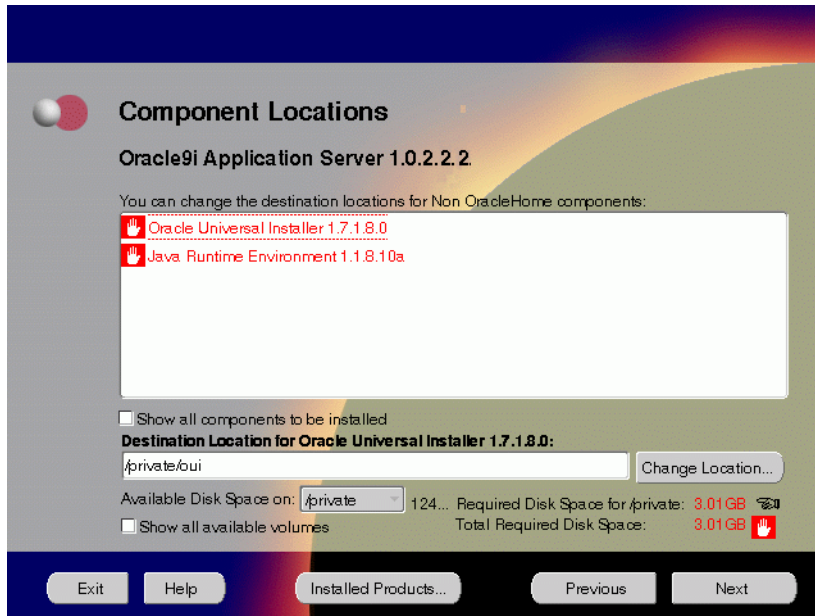 Component Locations
Oracle9i Application Server 1.0.2.2.2.
You can change the destination locations for Non OracleHome components:
Oracle Universal Installer 1.7.1.8.0
Java Runtime Environment 1.1.8.10a
Show all components to be installed
Destination Location for Oracle Universal Installer 1.7.1.8.0:
/private/oui
Change Location...
Available Disk Space on: /private 124... Required Disk Space for /private: 3.01GB
Show all available volumes Total Required Disk Space: 3.01GB
Exit Help Installed Products... Previous Next